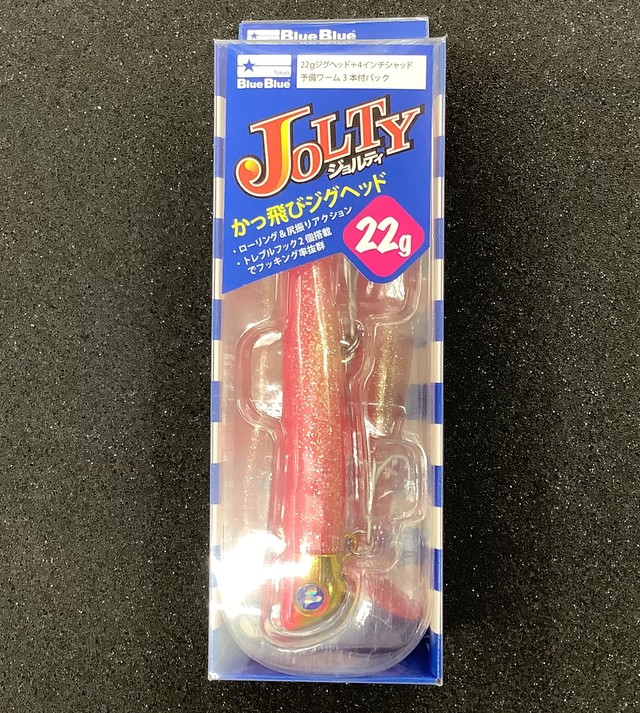 BlueBlue
Tokyo
BlueBlue
22gジグヘッド+4インチシャッド
予備ワーム3本付パック
JOLTY
ジョルティ
かっ飛びジグヘッド
・ローリング&尻振りアクション
・トレブルフック2個搭載
でフッキング率抜群
22g